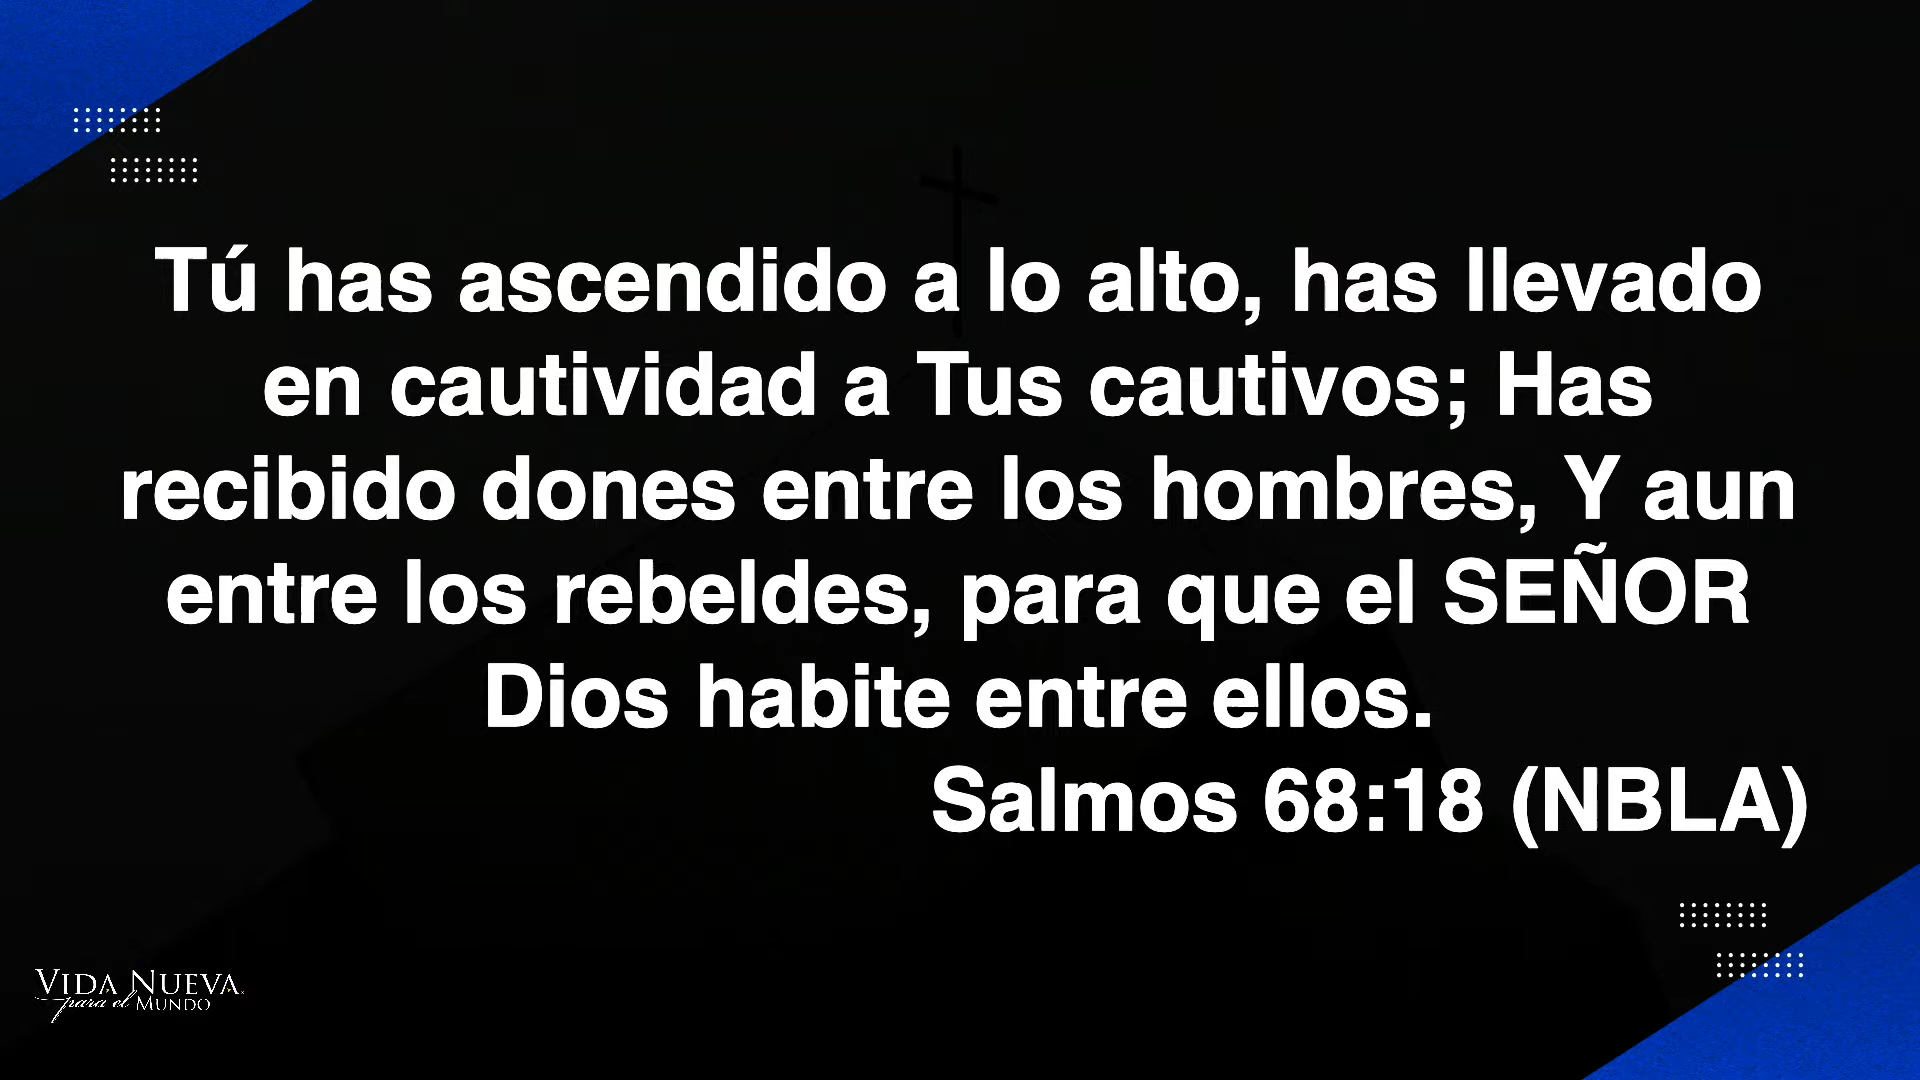 Tú has ascendido a lo alto, has llevado
en cautividad a Tus cautivos; Has
recibido dones entre los hombres, Y aun
entre los rebeldes, para que el SEÑOR
Dios habite entre ellos.
Salmos 68:18 (NBLA)
VIDA NUEVA
para el MUNDO